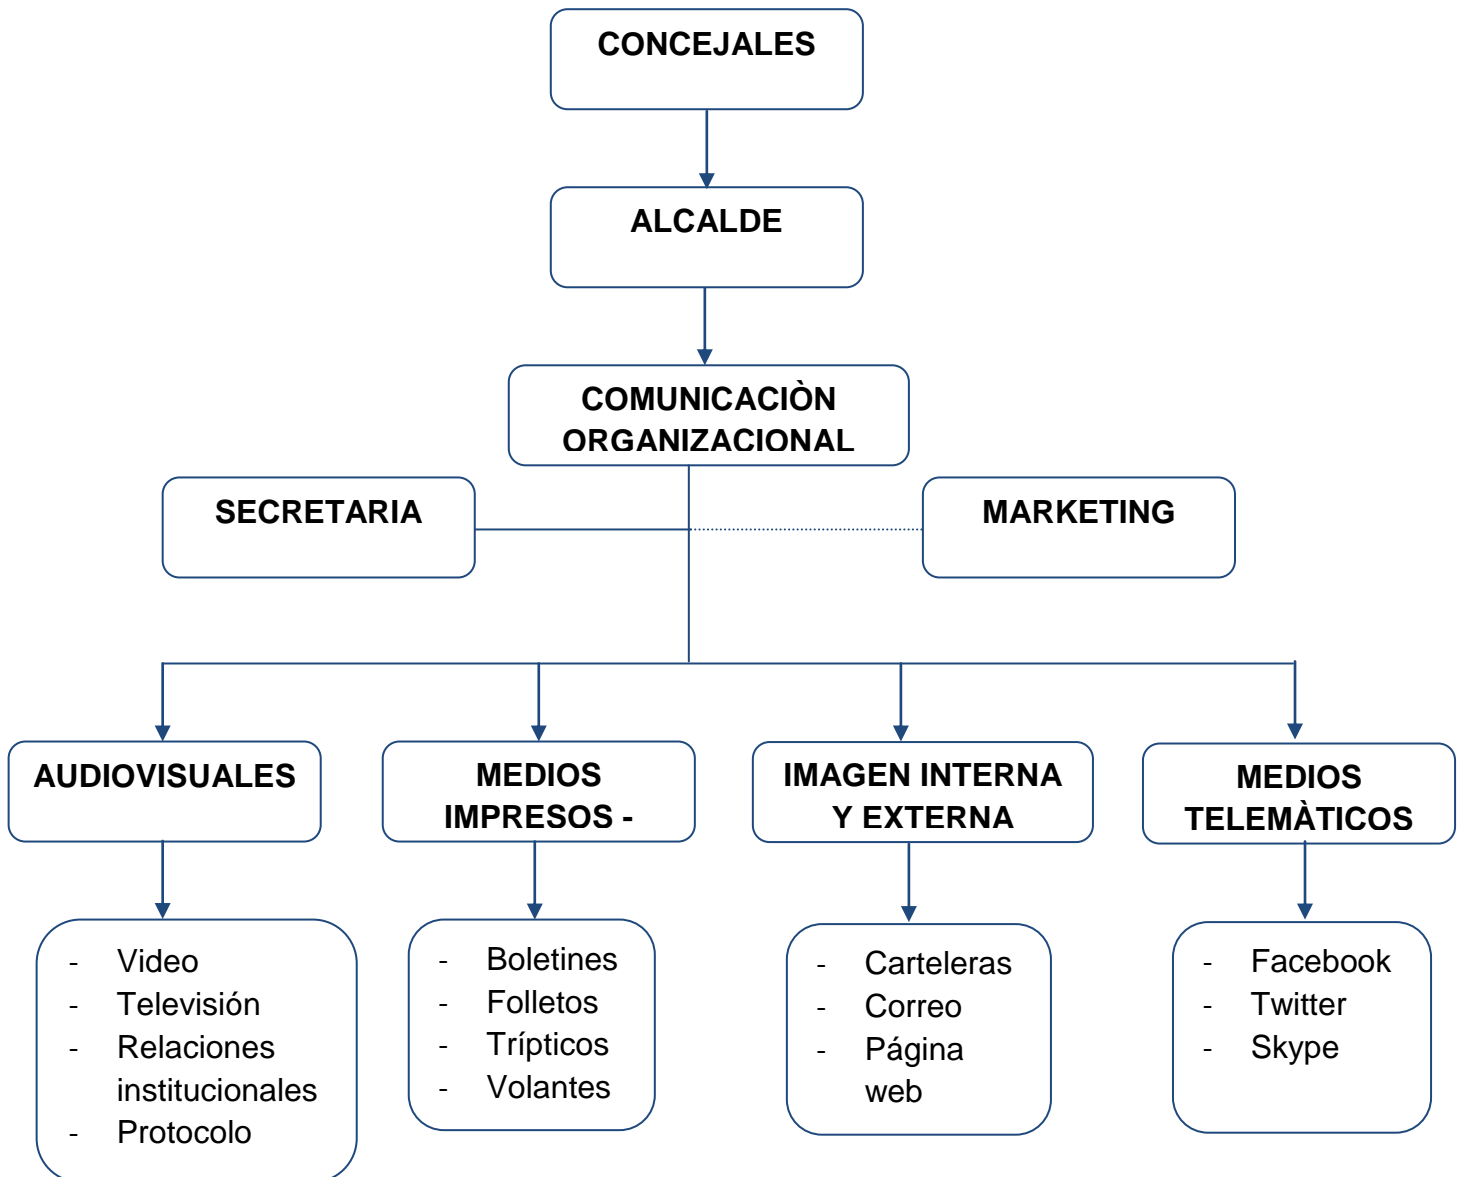 CONCEJALES
ALCALDE
COMUNICACIÒN
ORGANIZACIONAL
SECRETARIA
MARKETING
AUDIOVISUALES
MEDIOS
IMPRESOS -
IMAGEN INTERNA
Y EXTERNA
MEDIOS
TELEMÀTICOS
- Video
- Televisión
- Relaciones
institucionales
- Protocolo
- Boletines
- Folletos
- Trípticos
- Volantes
- Carteleras
- Correo
- Página
web
- Facebook
- Twitter
- Skype